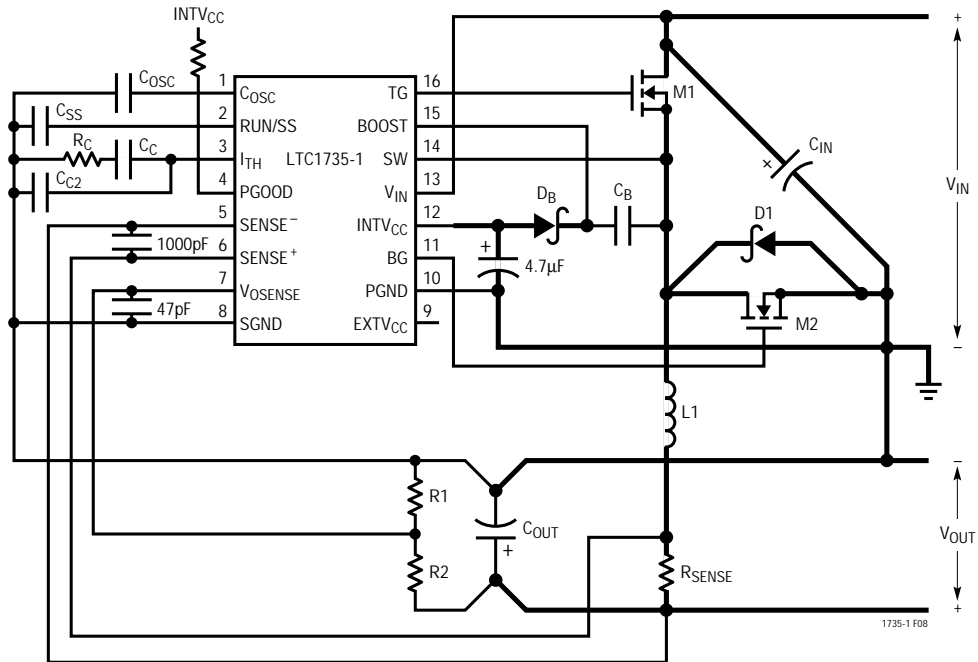 INTVCC
COSC
1
COSC
TG
16
M1
+
CSS
2
RUN/SS
BOOST
15
RC
CC
3
ITH
LTC1735-1
SW
14
CIN
+
CC2
4
PGOOD
VIN
13
VIN
5
SENSE−
INTVCC
12
DB
CB
D1
1000pF
6
SENSE+
BG
11
+
4.7µF
7
VOSENSE
PGND
10
47pF
8
SGND
EXTVCC
9
M2
−
L1
−
R1
COUT
+
VOUT
R2
RSENSE
+
1735-1 F08